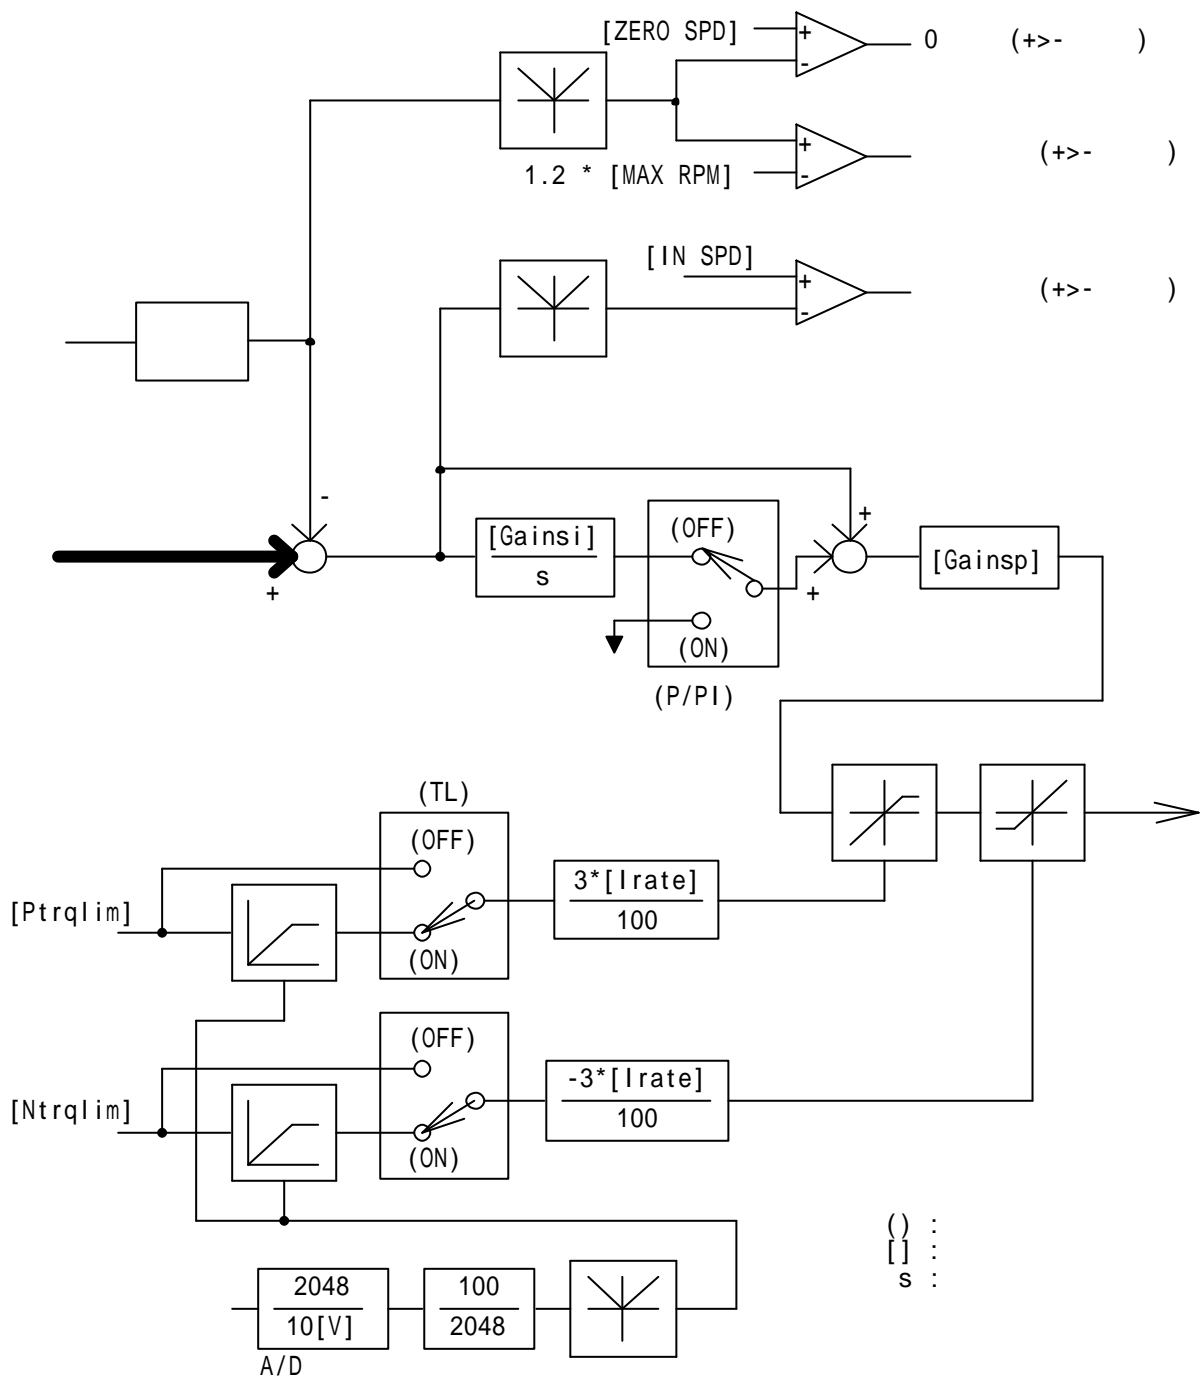 [ZERO SPD]
+
-
0 (+>- )
+
-
(+>- )
1.2 * [MAX RPM]
[IN SPD]
+
-
(+>- )
-
+
[Gainsi]
s
(OFF)
(ON)
(P/PI)
+
+
[Gainsp]
(TL)
(OFF)
(ON)
[Ptrqlim]
3*[Irate]
100
(OFF)
(ON)
[Ntrqlim]
-3*[Irate]
100
() :
[] :
s :
2048
10[V]
100
2048
A/D